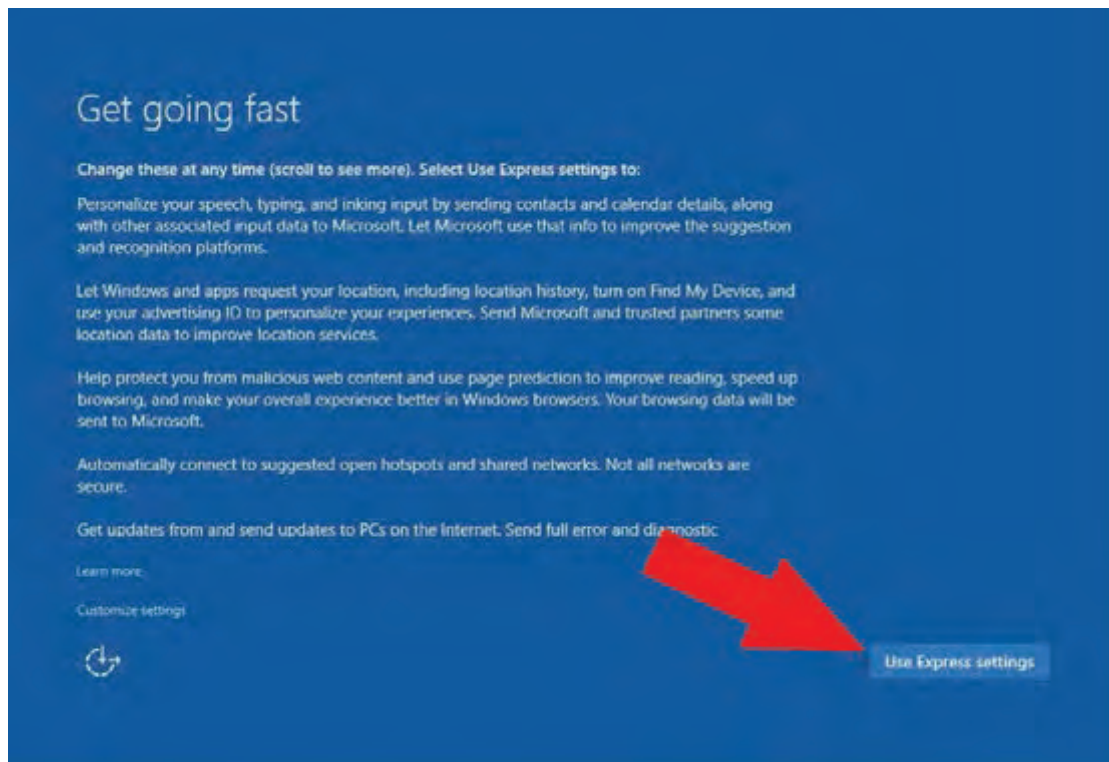 Get going fast
Change these at any time (scroll to see more). Select Use Express settings to:
Personalize your speech, typing, and inking input by sending contacts and calendar details, along
with other associated input data to Microsoft. Let Microsoft use that info to improve the suggestion
and recognition platforms.
Let Windows and apps request your location, including location history, turn on Find My Device, and
use your advertising ID to personalize your experiences. Send Microsoft and trusted partners some
location data to improve location services.
Help protect you from malicious web content and use page prediction to improve reading, speed up
browsing, and make your overall experience better in Windows browsers. Your browsing data will be
sent to Microsoft.
Automatically connect to suggested open hotspots and shared networks. Not all networks are
secure.
Get updates from and send updates to PCs on the Internet. Send full error and diagnostic
Learn more
Customize settings
Use Express settings